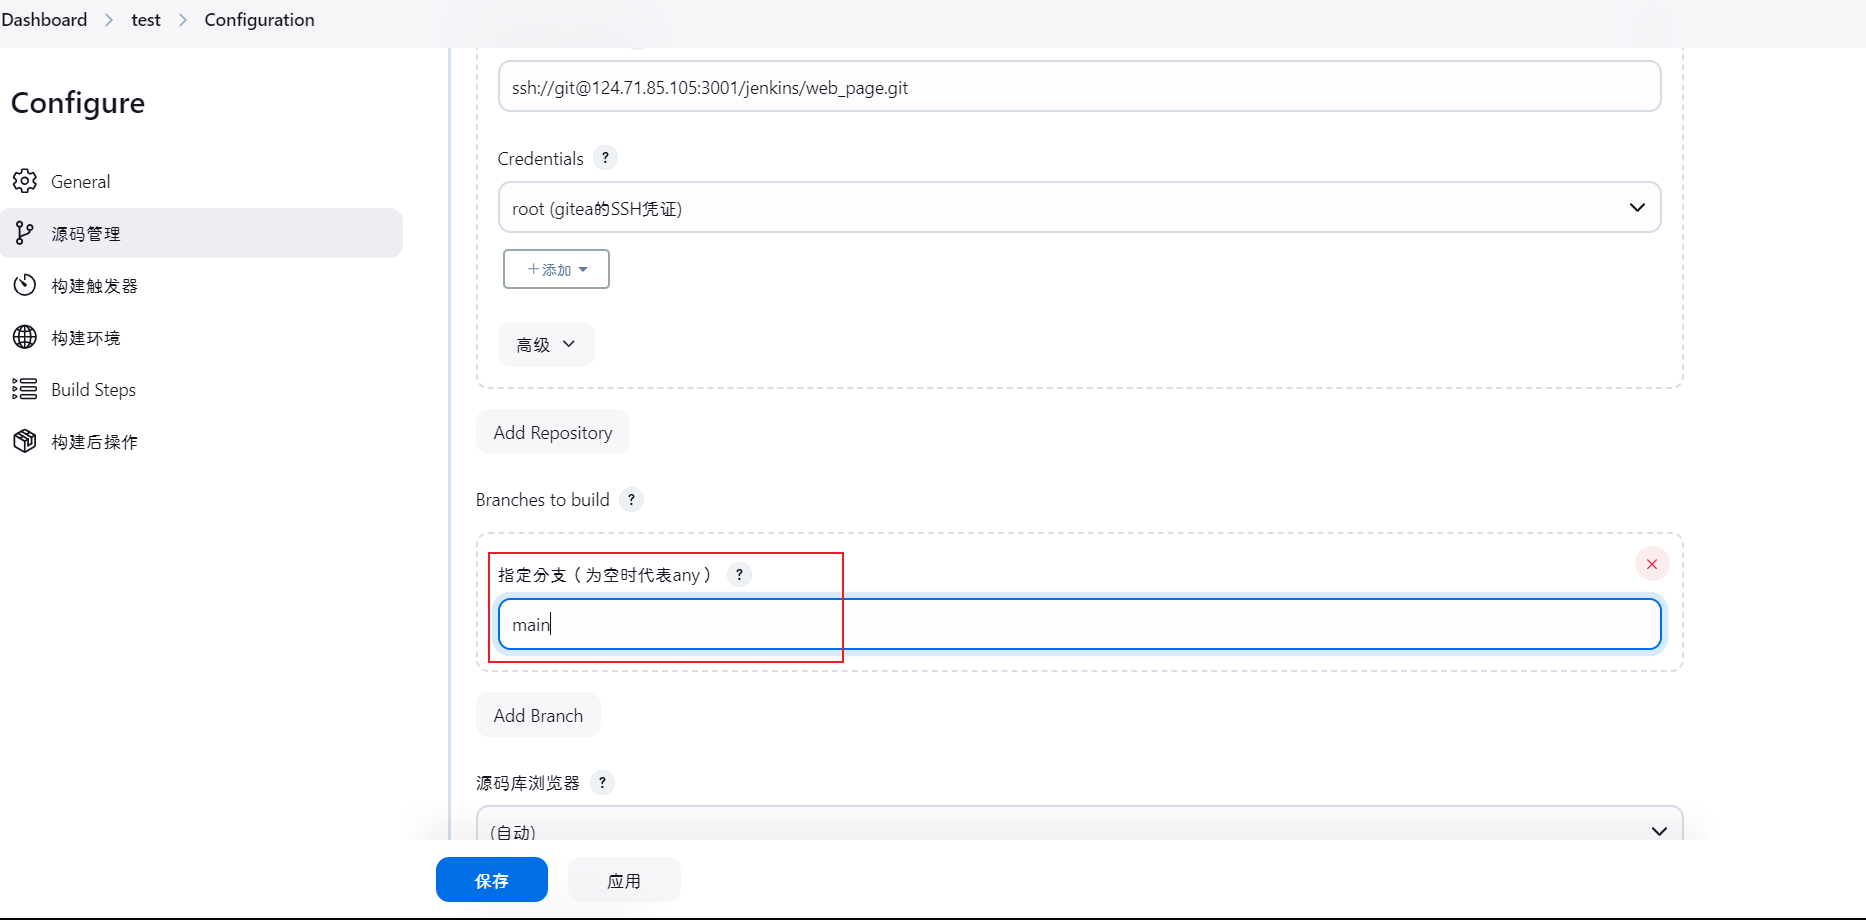 Dashboard > test > Configuration
Configure
General
源码管理
构建触发器
构建环境
Build Steps
构建后操作
ssh://git@124.71.85.105:3001/jenkins/web_page.git
Credentials ?
root (gitea的SSH凭证)
+添加
高级
Add Repository
Branches to build ?
指定分支（为空时代表any） ?
main
Add Branch
源码库浏览器 ?
(自动)
保存 应用